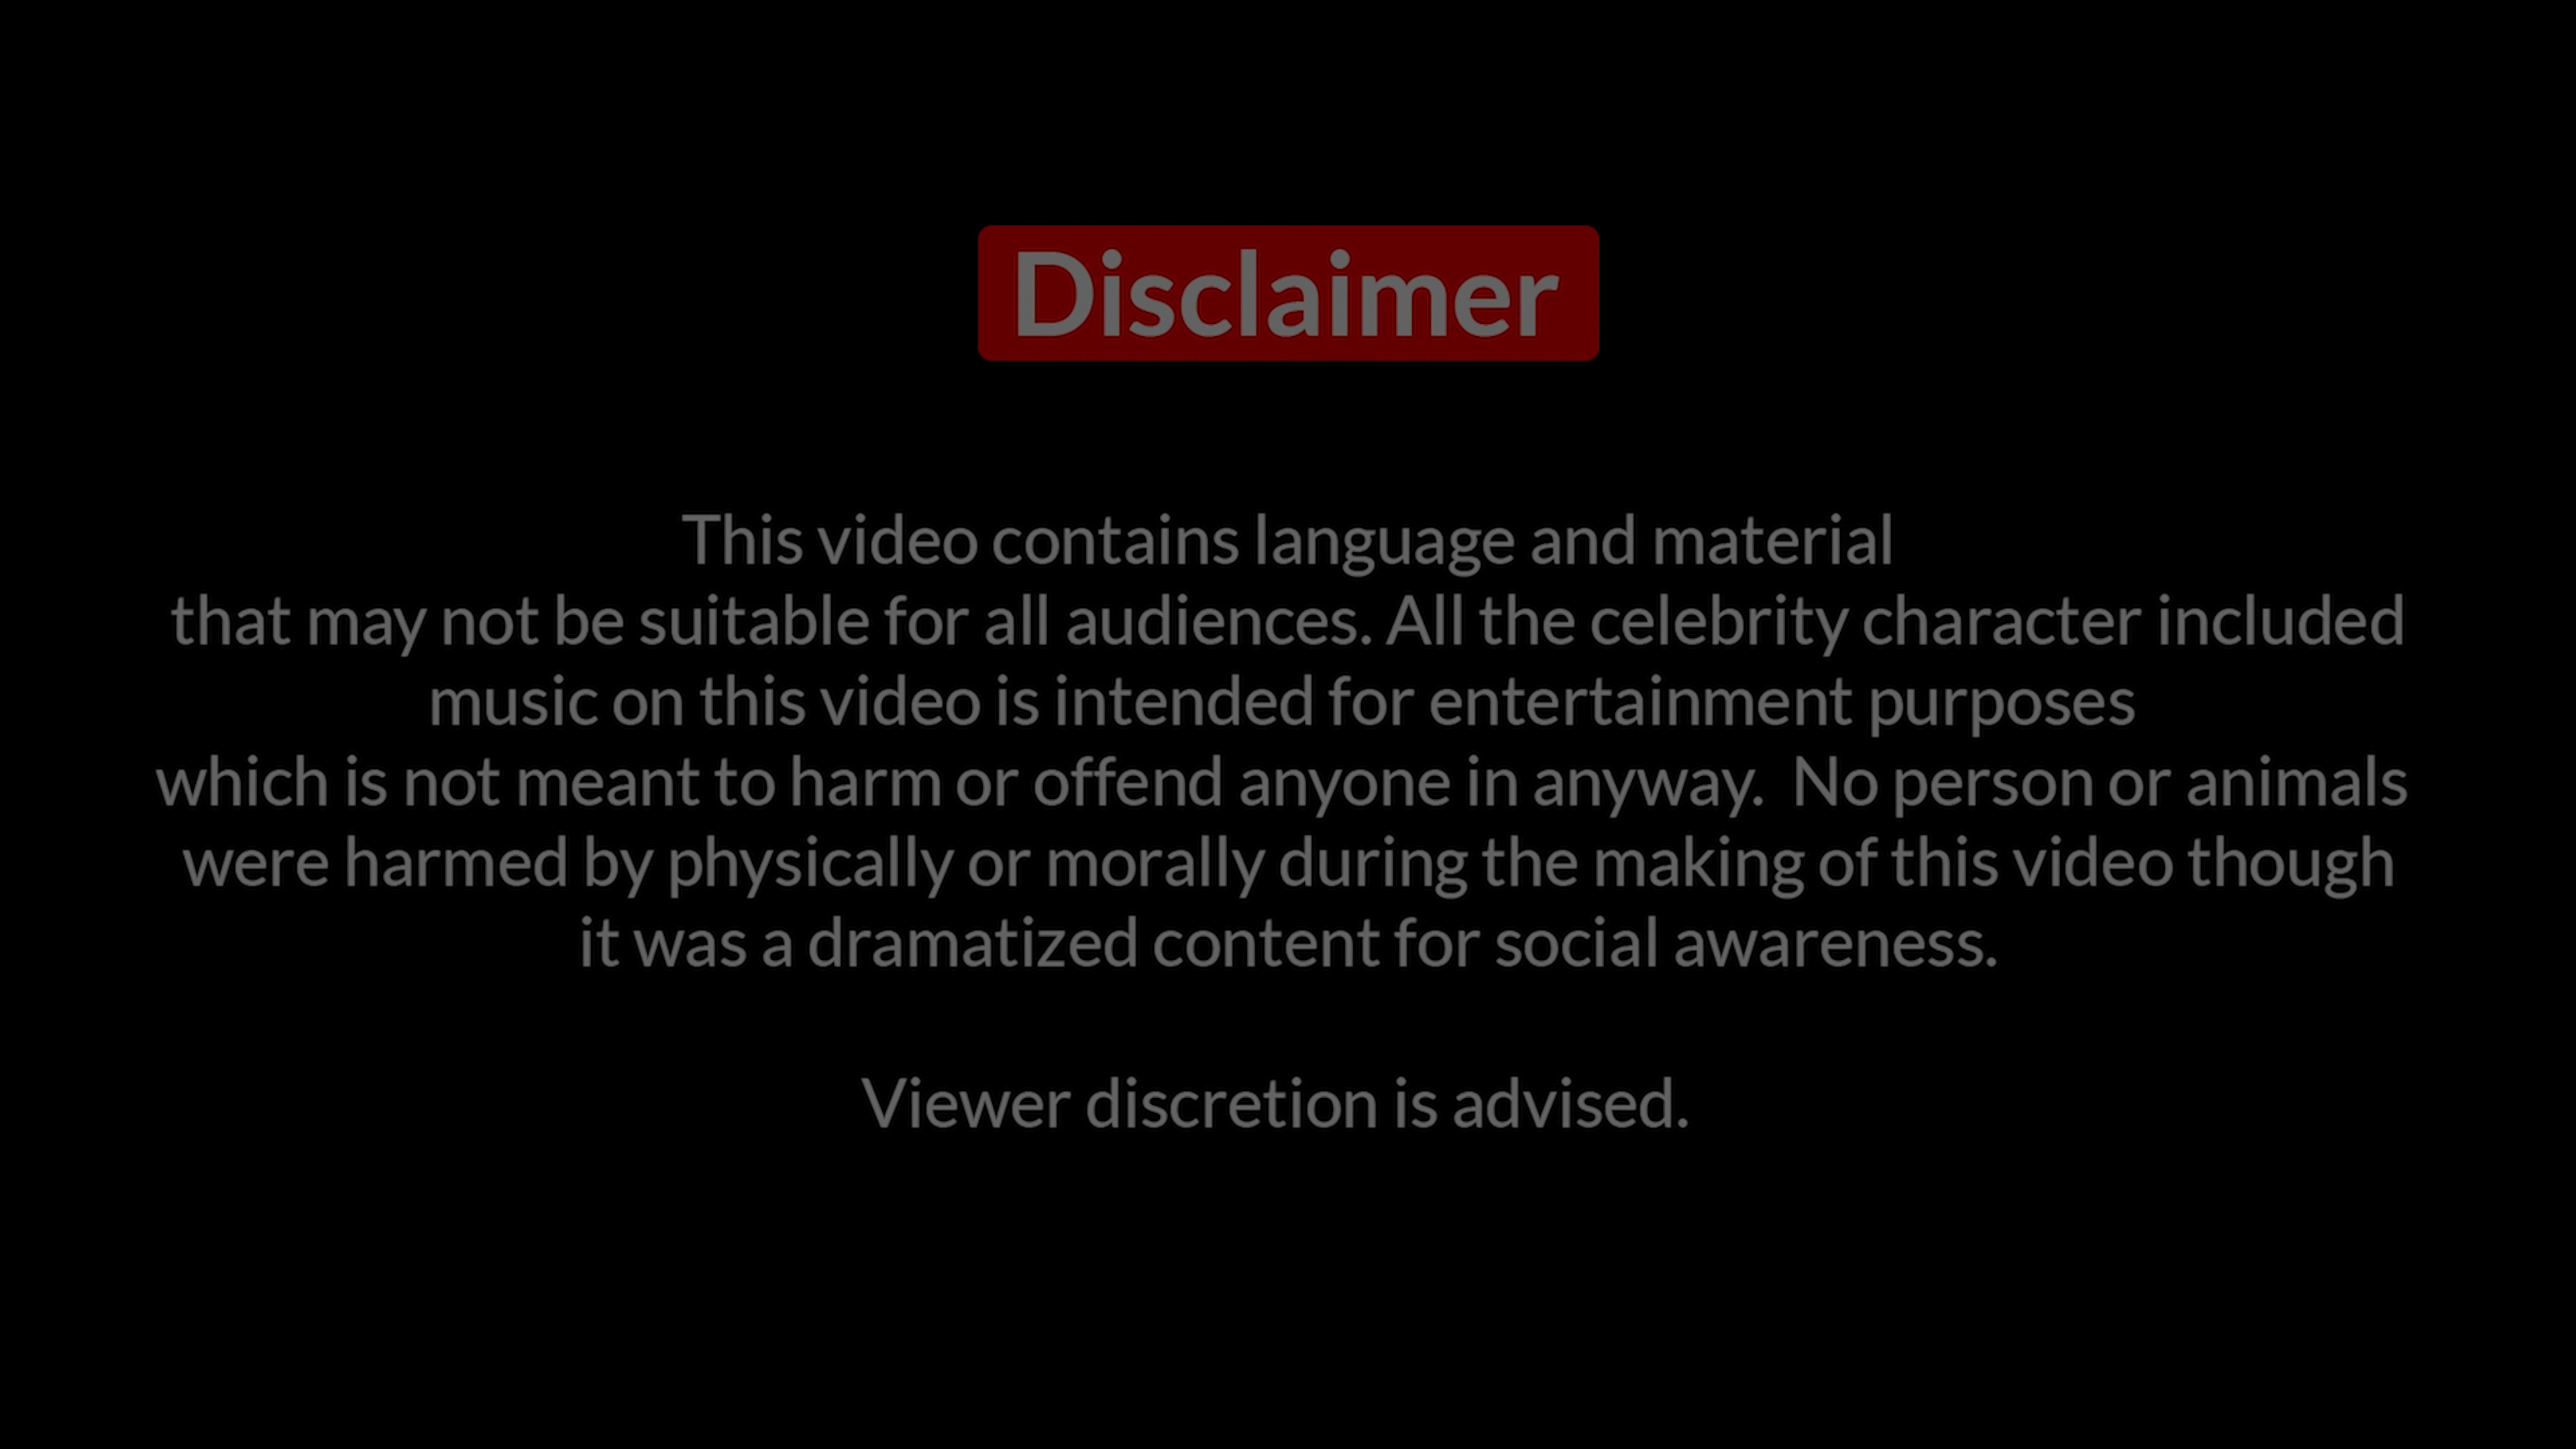 Disclaimer
This video contains language and material
that may not be suitable for all audiences. All the celebrity character included
music on this video is intended for entertainment purposes
which is not meant to harm or offend anyone in anyway.  No person or animals
were harmed by physically or morally during the making of this video though
it was a dramatized content for social awareness.
Viewer discretion is advised.